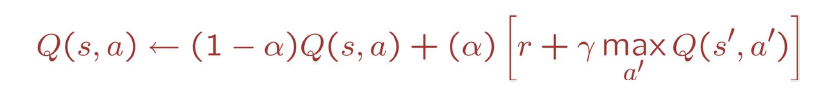 Q(s, a) ← (1 − α)Q(s, a) + (α) [r + γ max_{a′} Q(s′, a′)]